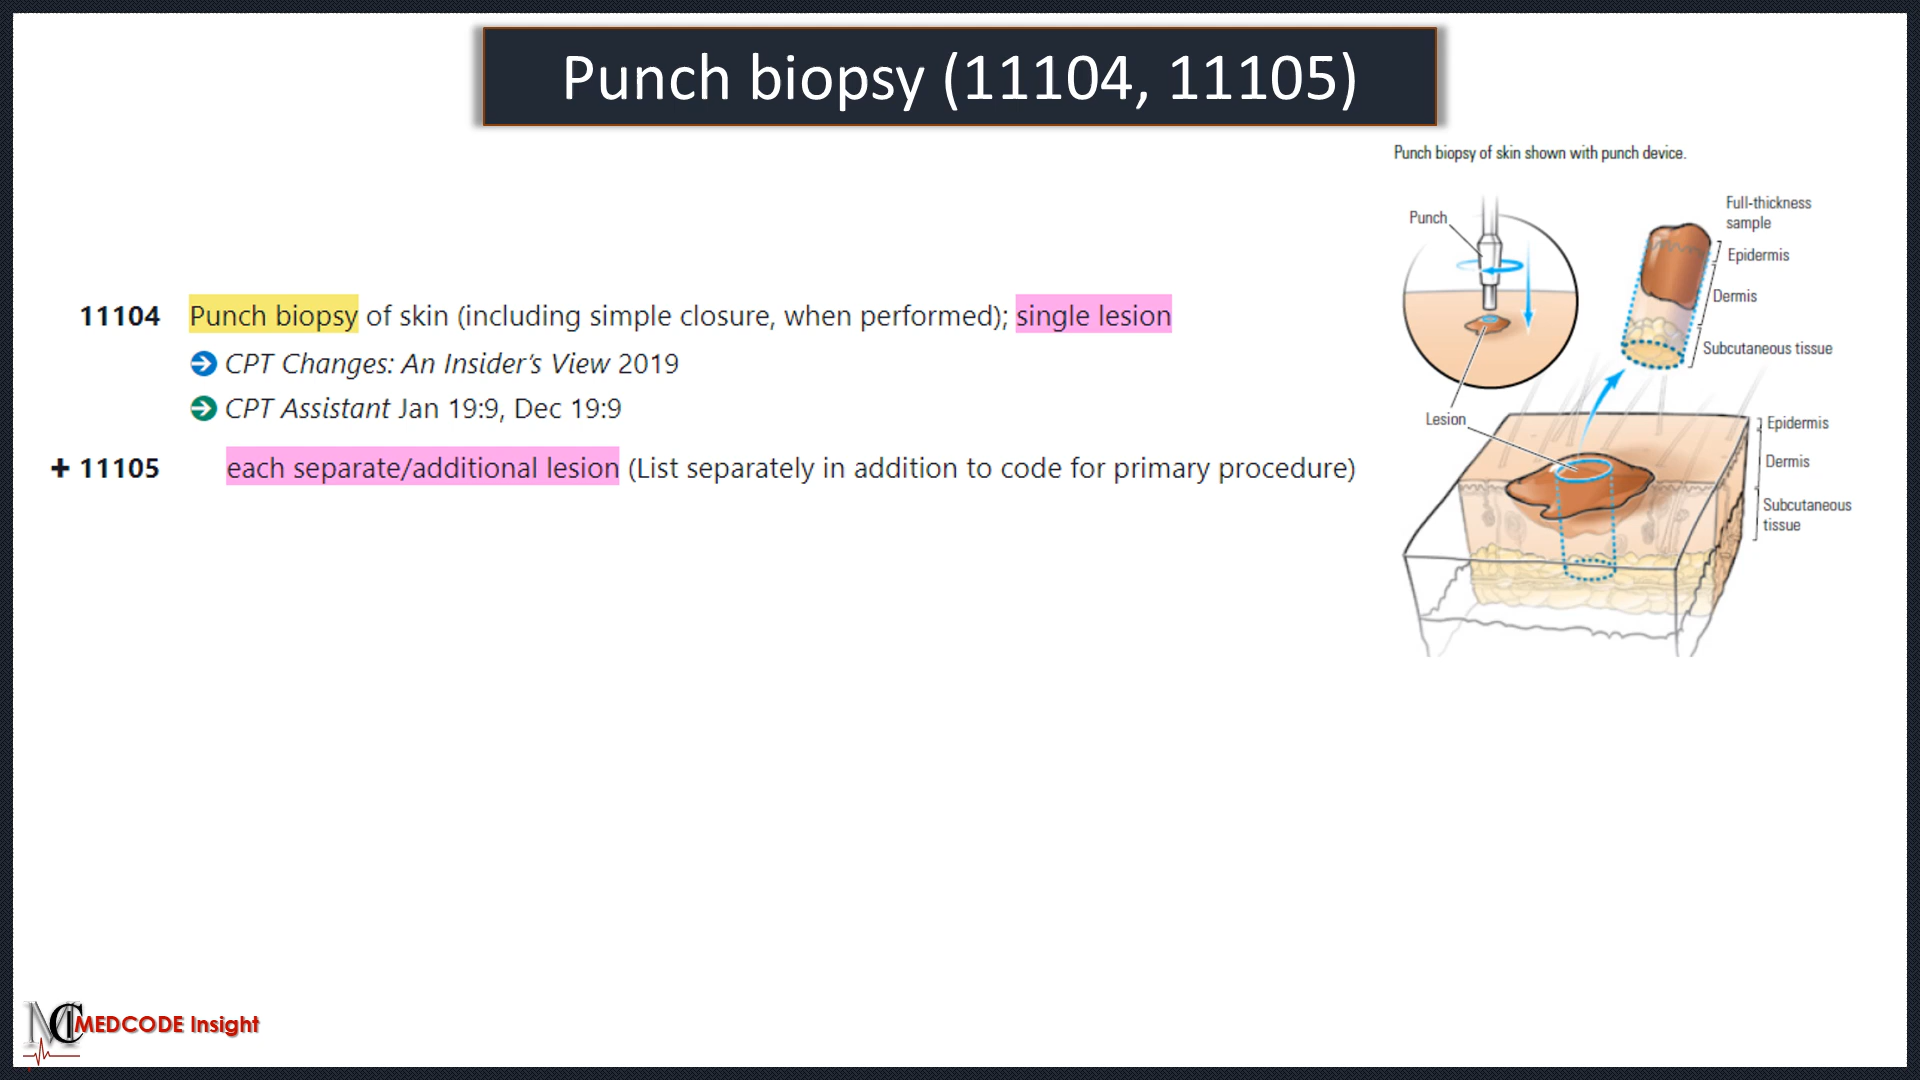 Punch biopsy (11104, 11105)
Punch biopsy of skin shown with punch device.
Punch
Full-thickness
sample
Epidermis
Dermis
Subcutaneous tissue
Lesion
Epidermis
Dermis
Subcutaneous
tissue
11104 Punch biopsy of skin (including simple closure, when performed); single lesion
CPT Changes: An Insider's View 2019
CPT Assistant Jan 19:9, Dec 19:9
+ 11105 each separate/additional lesion (List separately in addition to code for primary procedure)
MC MEDCODE Insight